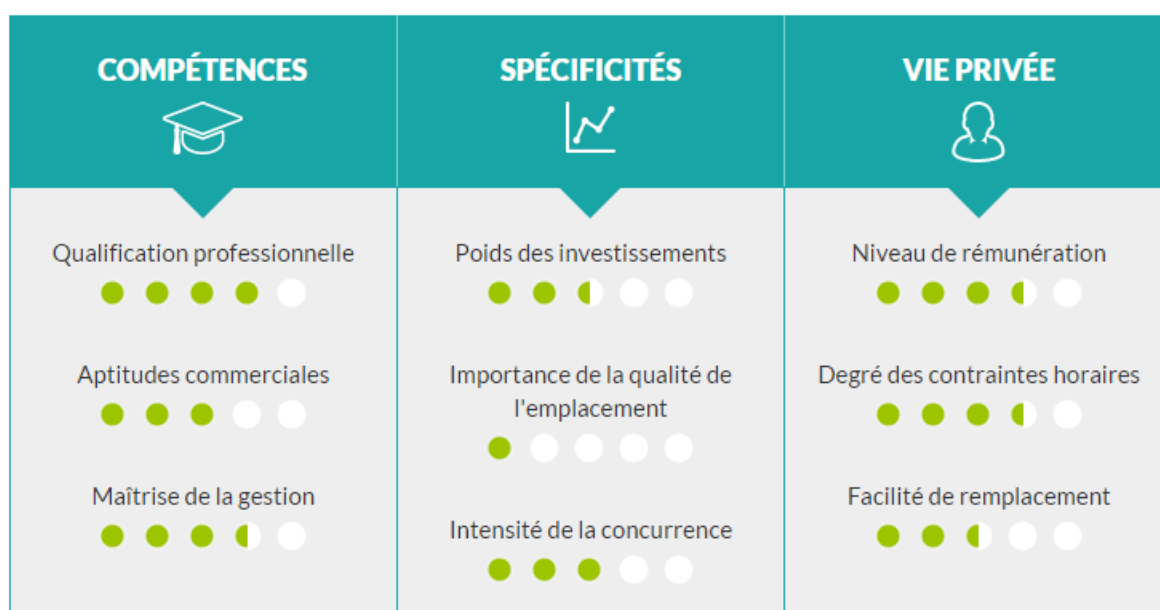 COMPÉTENCES
Qualification professionnelle
Aptitudes commerciales
Maîtrise de la gestion
SPÉCIFICITÉS
Poids des investissements
Importance de la qualité de
l'emplacement
Intensité de la concurrence
VIE PRIVÉE
Niveau de rémunération
Degré des contraintes horaires
Facilité de remplacement